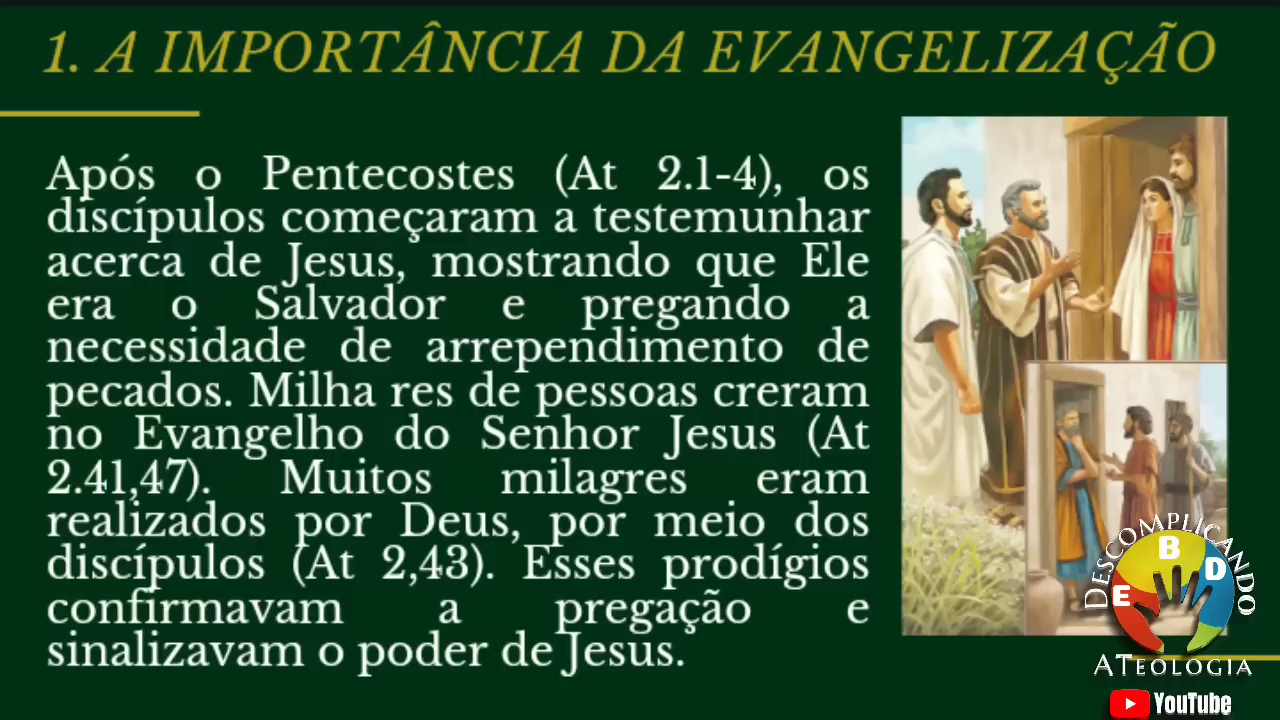 1. A IMPORTÂNCIA DA EVANGELIZAÇÃO
Após o Pentecostes (At 2.1-4), os
discípulos começaram a testemunhar
acerca de Jesus, mostrando que Ele
era o Salvador e pregando a
necessidade de arrependimento de
pecados. Milha res de pessoas creram
no Evangelho do Senhor Jesus (At
2.41,47). Muitos milagres eram
realizados por Deus, por meio dos
discípulos (At 2,43). Esses prodígios
confirmavam a pregação e
sinalizavam o poder de Jesus.
DESCOMPLICANDO
E B D
A TEOLOGIA
YouTube